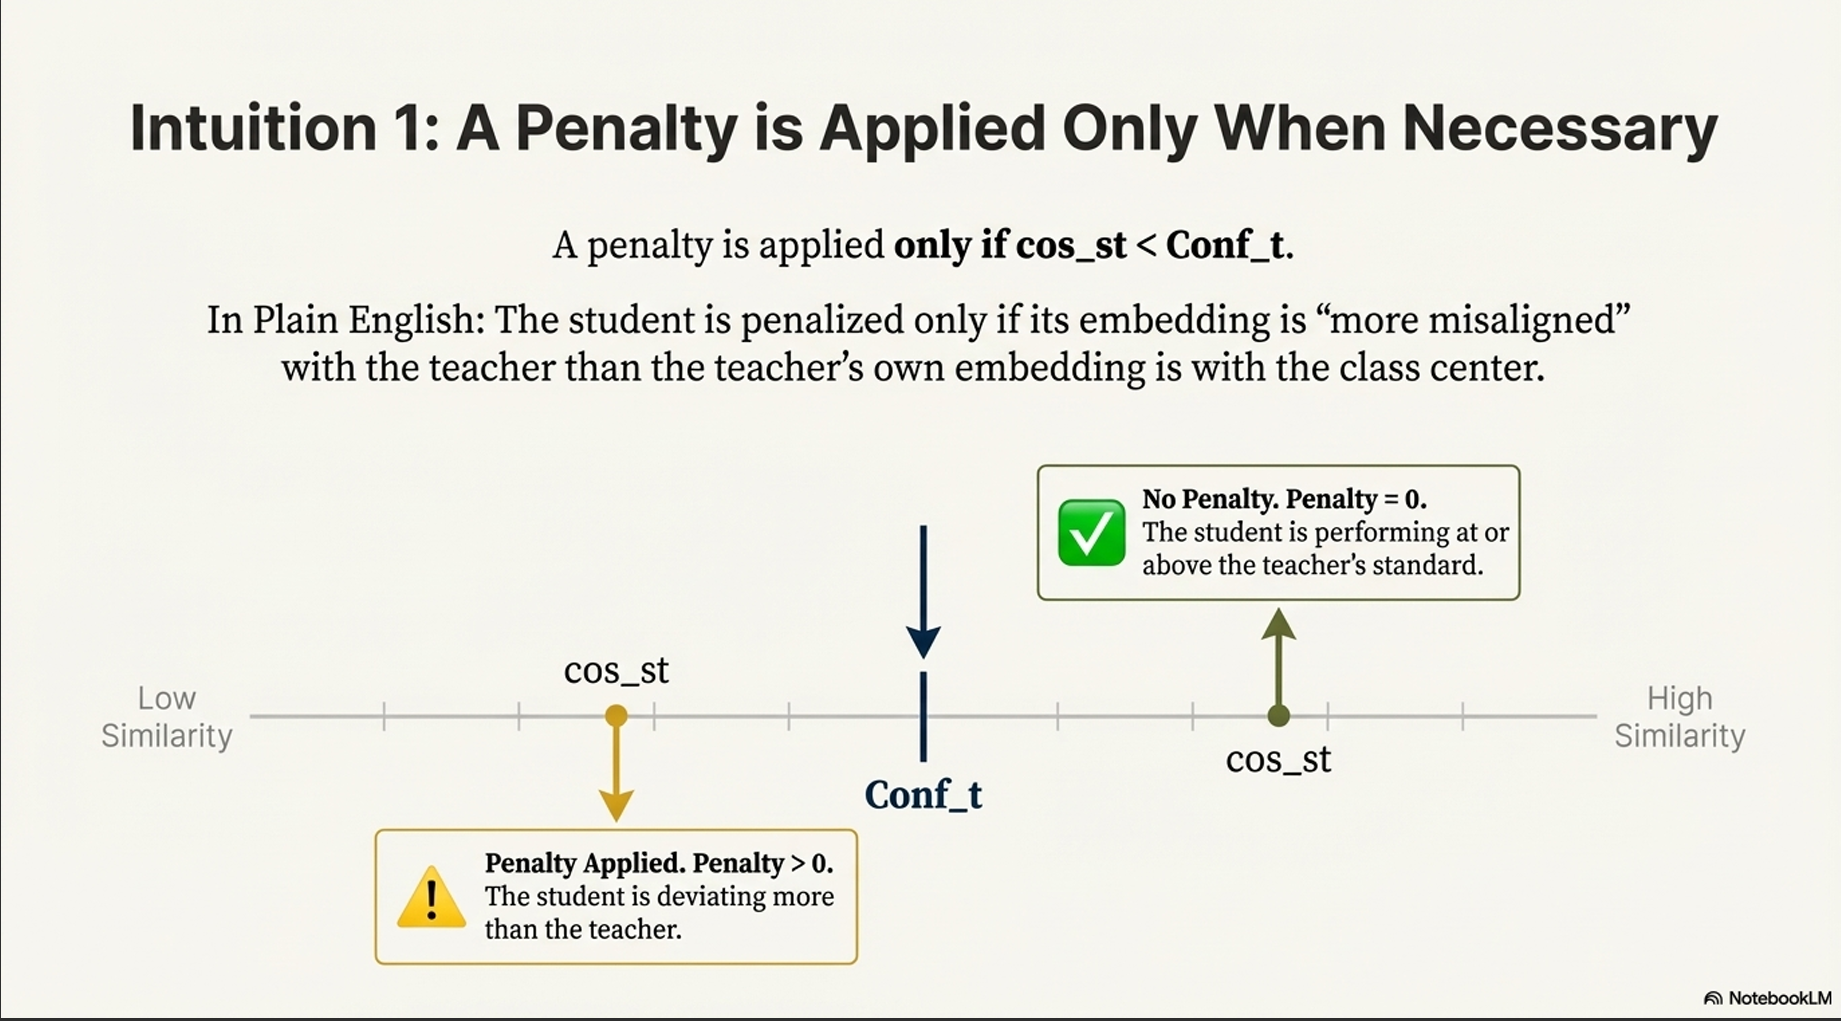 Intuition 1: A Penalty is Applied Only When Necessary
A penalty is applied only if cos_st < Conf_t.
In Plain English: The student is penalized only if its embedding is “more misaligned”
with the teacher than the teacher’s own embedding is with the class center.
No Penalty. Penalty = 0.
The student is performing at or
above the teacher’s standard.
cos_st
Low
Similarity
High
Similarity
cos_st
Conf_t
Penalty Applied. Penalty > 0.
The student is deviating more
than the teacher.
NotebookLM